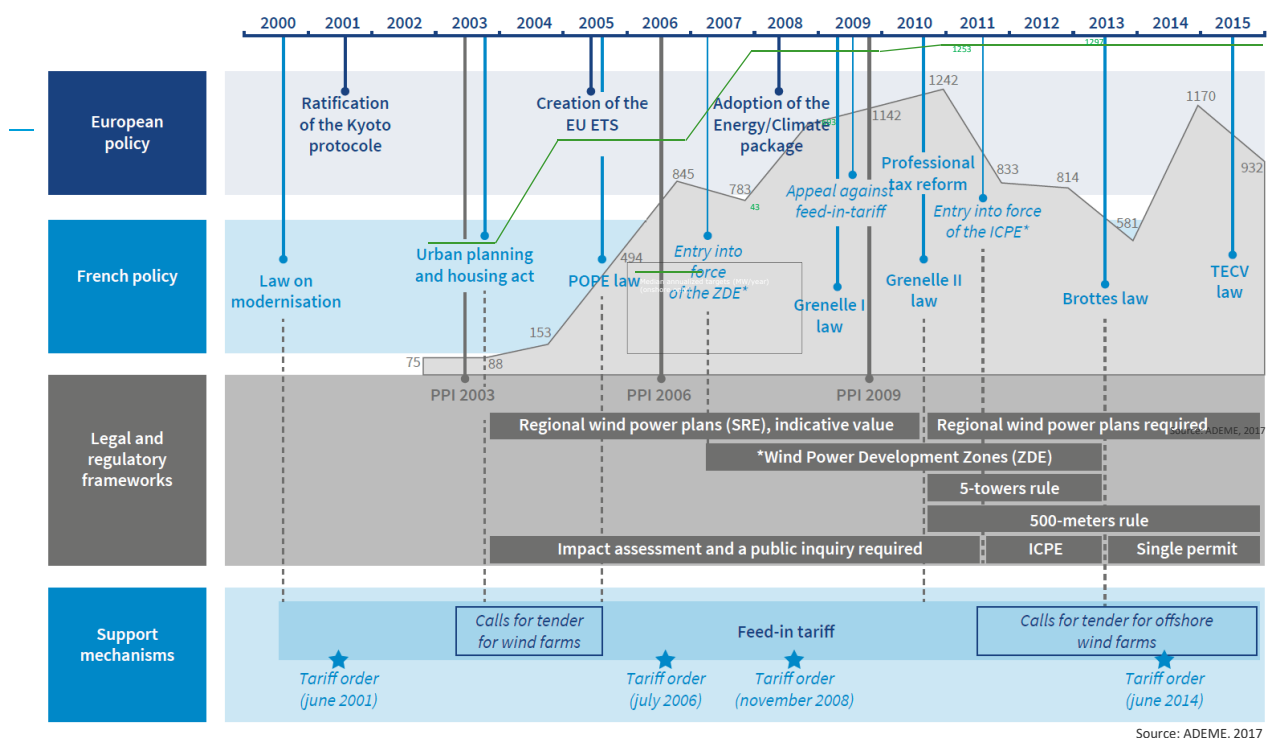 2000 2001 2002 2003 2004 2005 2006 2007 2008 2009 2010 2011 2012 2013 2014 2015
European
policy
Ratification
of the Kyoto
protocole
Creation of the
EU ETS
Adoption of the
Energy/Climate
package
1253
1297
1242
1142
1170
845
783
43
833
814
932
581
494
153
75
88
Professional
tax reform
Appeal against
feed-in-tariff
Entry into force
of the ICPE*
French policy
Law on
modernisation
Urban planning
and housing act
POPE law
Entry into
force
of the ZDE*
Grenelle I
law
Grenelle II
law
Brottes law
TECV
law
Legal and
regulatory
frameworks
PPI 2003
PPI 2006
PPI 2009
Regional wind power plans (SRE), indicative value
Regional wind power plans required
Source: ADEME, 2017
*Wind Power Development Zones (ZDE)
5-towers rule
500-meters rule
Impact assessment and a public inquiry required
ICPE
Single permit
Support
mechanisms
Calls for tender
for wind farms
Feed-in tariff
Calls for tender for offshore
wind farms
Tariff order
(june 2001)
Tariff order
(july 2006)
Tariff order
(november 2008)
Tariff order
(june 2014)
Source: ADEME, 2017